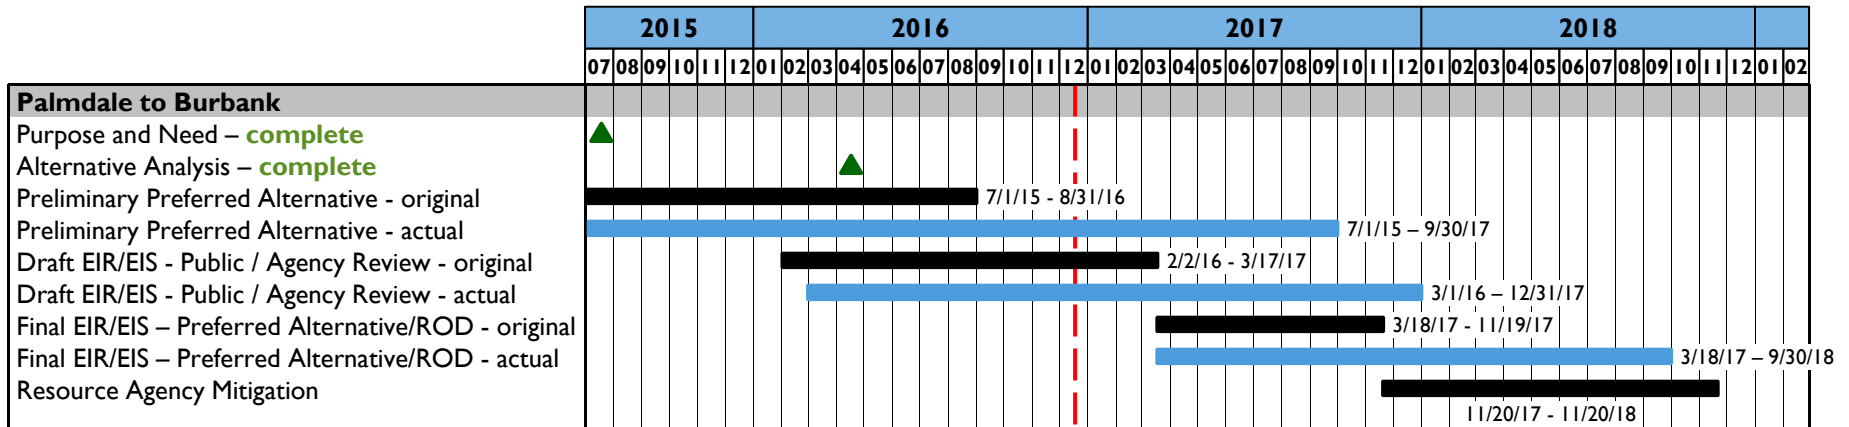 2015 2016 2017 2018
07 08 09 10 11 12 01 02 03 04 05 06 07 08 09 10 11 12 01 02 03 04 05 06 07 08 09 10 11 12 01 02 03 04 05 06 07 08 09 10 11 12 01 02
Palmdale to Burbank
Purpose and Need – complete
Alternative Analysis – complete
Preliminary Preferred Alternative - original 7/1/15 - 8/31/16
Preliminary Preferred Alternative - actual 7/1/15 – 9/30/17
Draft EIR/EIS - Public / Agency Review - original 2/2/16 - 3/17/17
Draft EIR/EIS - Public / Agency Review - actual 3/1/16 – 12/31/17
Final EIR/EIS – Preferred Alternative/ROD - original 3/18/17 - 11/19/17
Final EIR/EIS – Preferred Alternative/ROD - actual 3/18/17 – 9/30/18
Resource Agency Mitigation
11/20/17 - 11/20/18